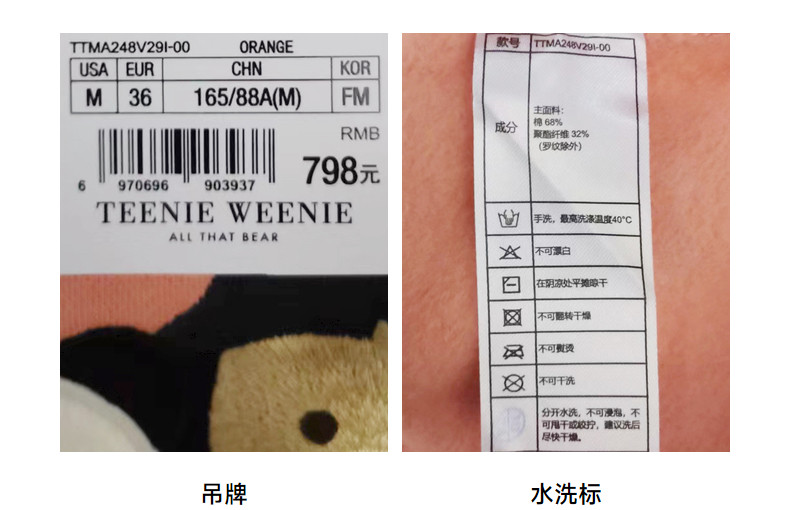 TTMA248V29I-00 ORANGE
USA EUR CHN KOR
M 36 165/88A(M) FM
RMB
798元
6 970696 903937
TEENIE WEENIE
ALL THAT BEAR
吊牌
款号 TTMA248V29I-00
成分
主面料:
棉 68%
聚酯纤维 32%
(罗纹除外)
手洗，最高洗涤温度40°C
不可漂白
在阴凉处平摊晾干
不可翻转干燥
不可熨烫
不可干洗
分开水洗，不可浸泡，不
可甩干或绞拧，建议洗后
尽快干燥。
水洗标